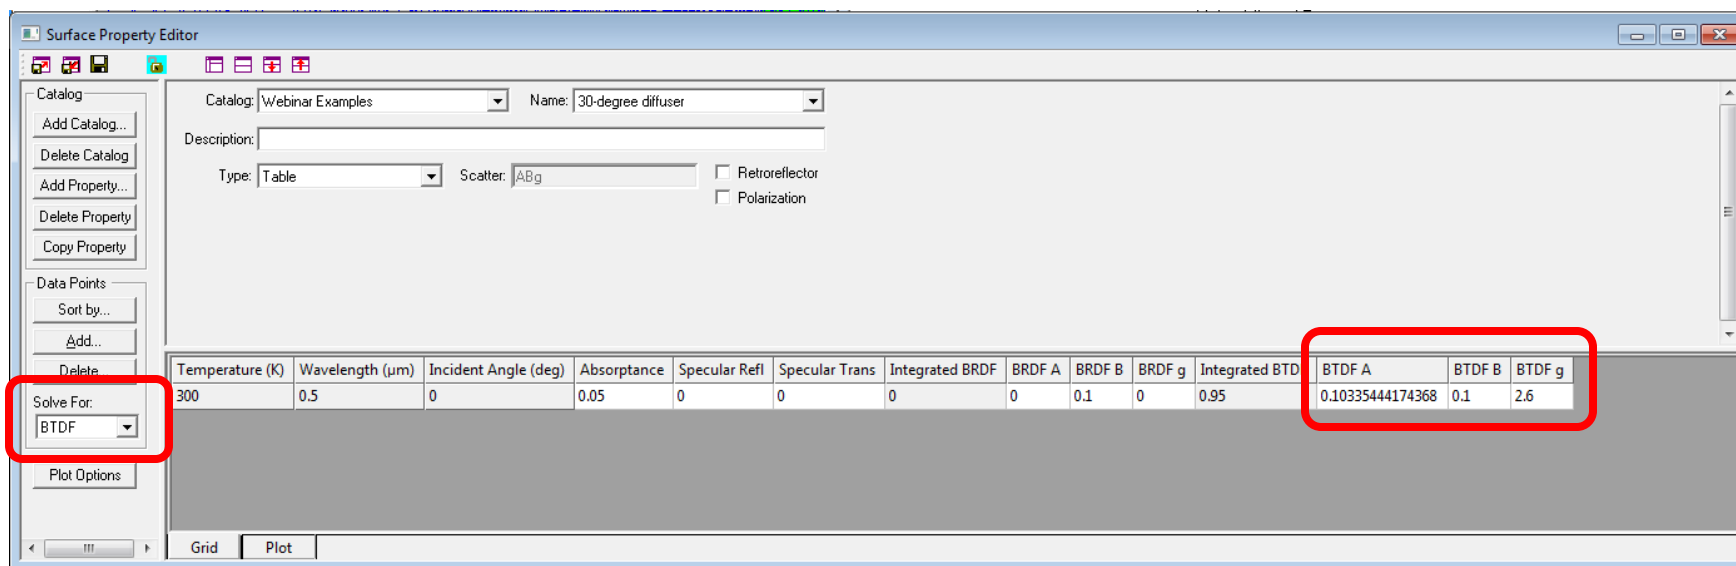 Surface Property Editor
Catalog
Add Catalog...
Delete Catalog
Add Property...
Delete Property
Copy Property
Data Points
Sort by...
Add...
Delete...
Solve For:
BTDF
Plot Options
Catalog: Webinar Examples Name: 30-degree diffuser
Description:
Type: Table Scatter: ABg Retroreflector
Polarization
Temperature (K) Wavelength (µm) Incident Angle (deg) Absorptance Specular Refl Specular Trans Integrated BRDF BRDF A BRDF B BRDF g Integrated BTD BTDF A BTDF B BTDF g
300 0.5 0 0.05 0 0 0 0 0.1 0 0.95 0.10335444174368 0.1 2.6
Grid Plot